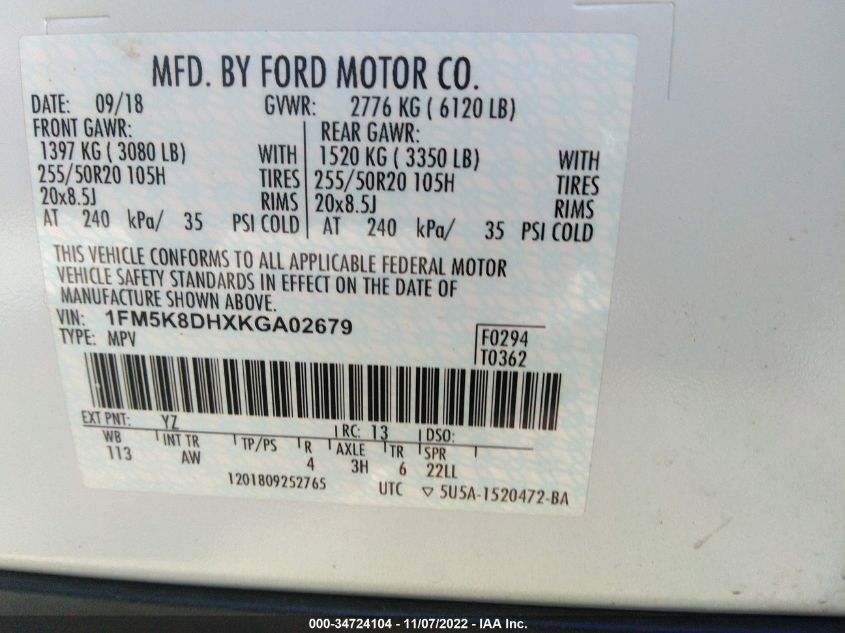 MFD. BY FORD MOTOR CO.
DATE: 09/18 GVWR: 2776 KG ( 6120 LB)
FRONT GAWR: REAR GAWR:
1397 KG ( 3080 LB) WITH 1520 KG ( 3350 LB) WITH
255/50R20 105H TIRES 255/50R20 105H TIRES
20x8.5J RIMS 20x8.5J RIMS
AT 240 kPa/ 35 PSI COLD AT 240 kPa/ 35 PSI COLD
THIS VEHICLE CONFORMS TO ALL APPLICABLE FEDERAL MOTOR
VEHICLE SAFETY STANDARDS IN EFFECT ON THE DATE OF
MANUFACTURE SHOWN ABOVE.
VIN: 1FM5K8DHXKGA02679
TYPE: MPV
F0294
T0362
EXT PNT: YZ RC: 13 DSO:
WB INT TR TP/PS R AXLE TR SPR
113 AW 4 3H 6 22LL
1201809252765 UTC ▽ 5U5A-1520472-BA
000-34724104 - 11/07/2022 - IAA Inc.